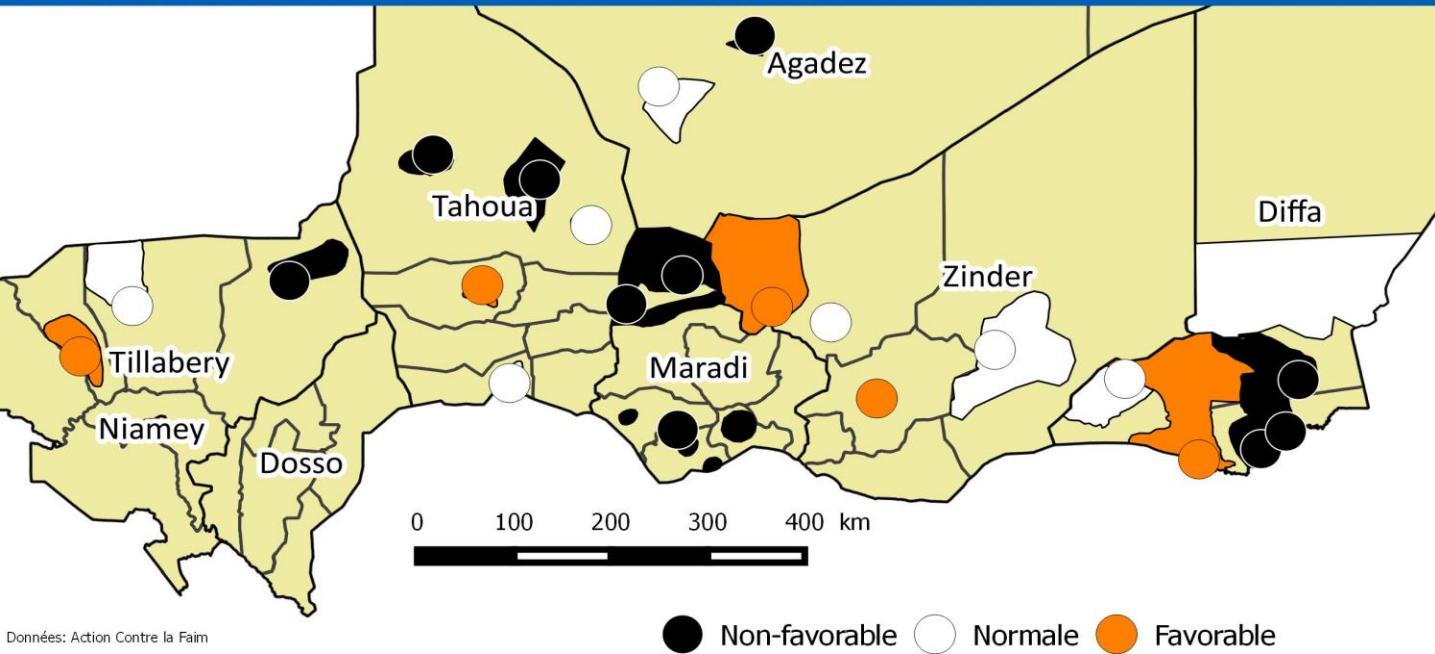 Agadez
Tahoua
Diffa
Zinder
Tillabery
Maradi
Niamey
Dosso
0 100 200 300 400 km
Données: Action Contre la Faim
Non-favorable Normale Favorable